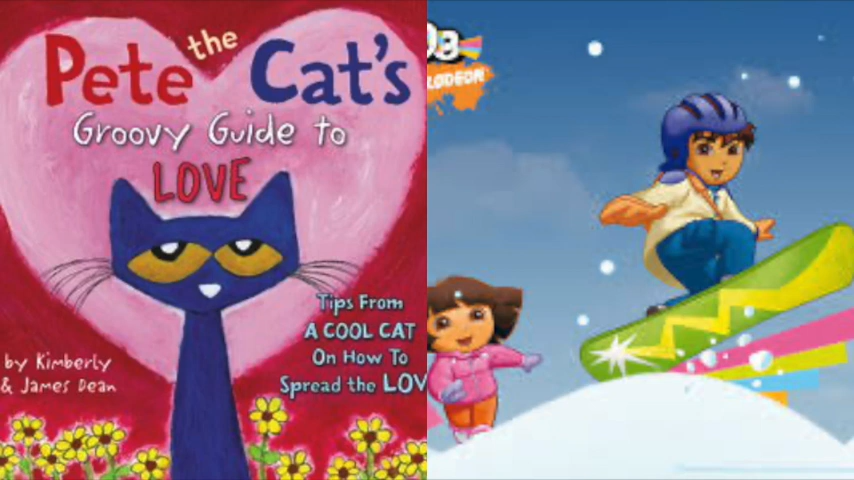 Pete the Cat's
Groovy Guide to
LOVE
Tips From
A COOL CAT
On How To
Spread the LOV
by Kimberly
& James Dean